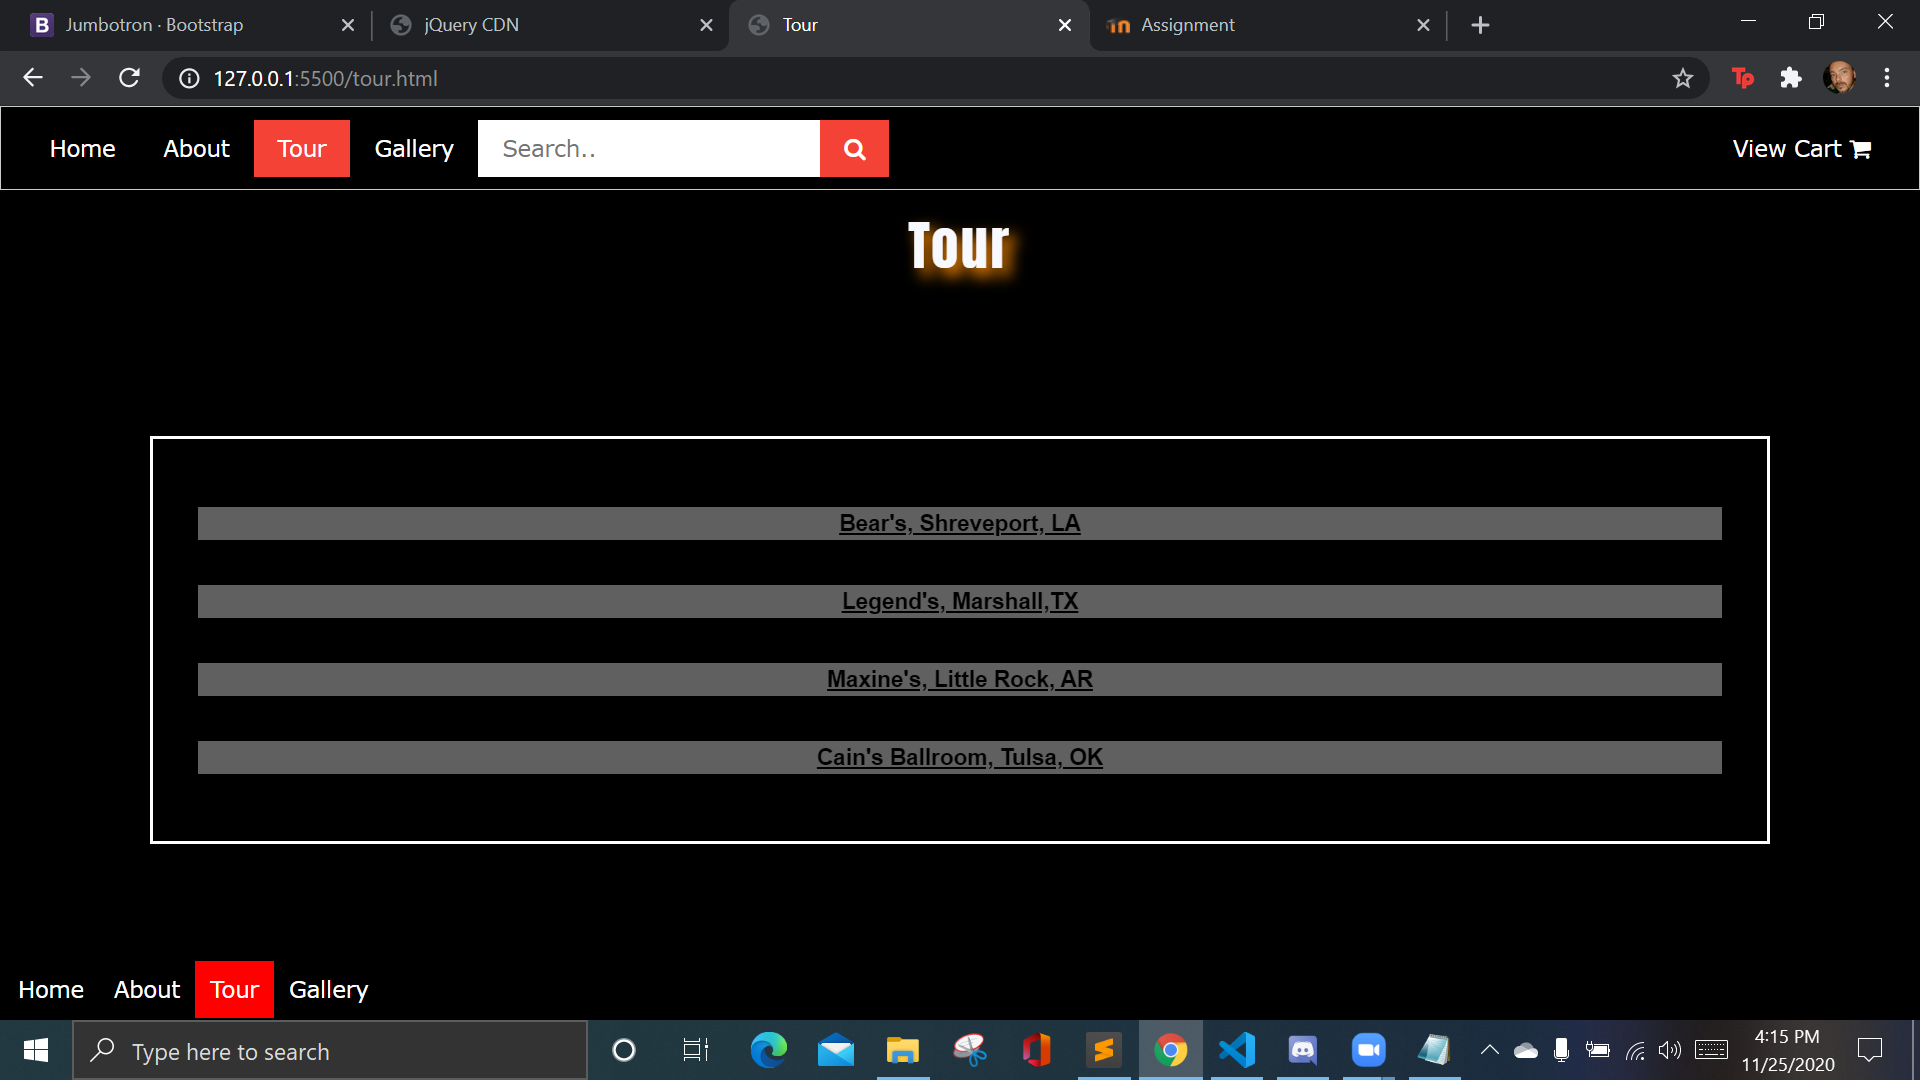 Jumbotron · Bootstrap
jQuery CDN
Tour
Assignment
127.0.0.1:5500/tour.html
Home About Tour Gallery Search.. View Cart
Tour
Bear's, Shreveport, LA
Legend's, Marshall,TX
Maxine's, Little Rock, AR
Cain's Ballroom, Tulsa, OK
Home About Tour Gallery
Type here to search
4:15 PM
11/25/2020